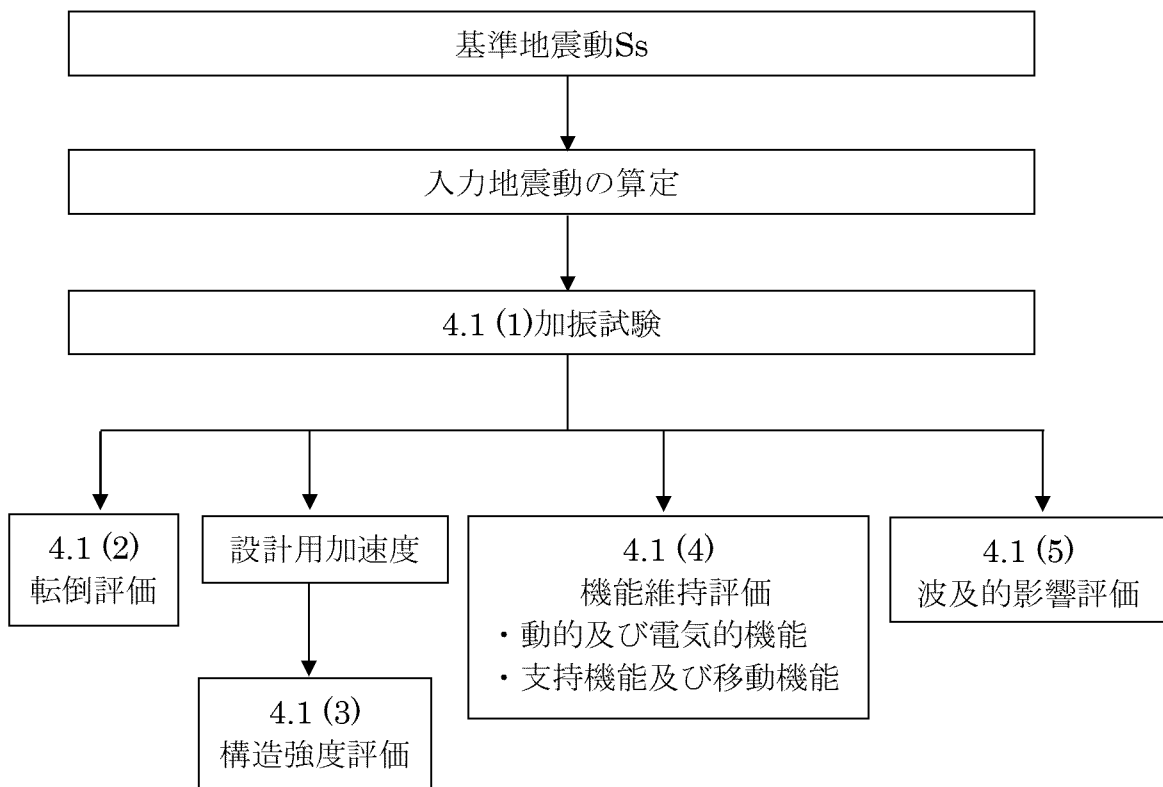 基準地震動Ss
入力地震動の算定
4.1 (1)加振試験
4.1 (2)
転倒評価
設計用加速度
4.1 (3)
構造強度評価
4.1 (4)
機能維持評価
・動的及び電気的機能
・支持機能及び移動機能
4.1 (5)
波及的影響評価